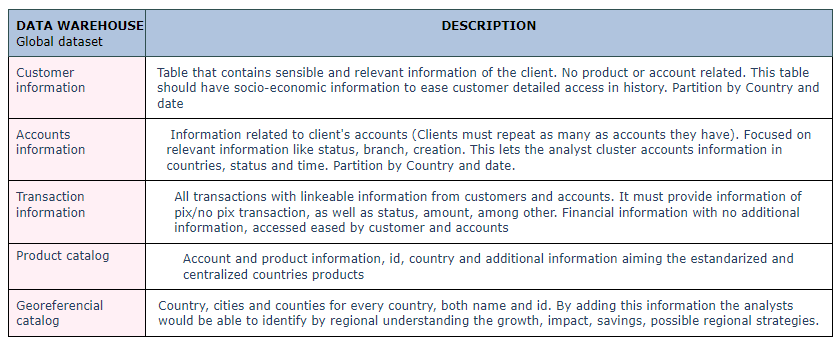 DATA WAREHOUSE
Global dataset
DESCRIPTION
Customer
information
Table that contains sensible and relevant information of the client. No product or account related. This table
should have socio-economic information to ease customer detailed access in history. Partition by Country and
date
Accounts
information
Information related to client's accounts (Clients must repeat as many as accounts they have). Focused on
relevant information like status, branch, creation. This lets the analyst cluster accounts information in
countries, status and time. Partition by Country and date.
Transaction
information
All transactions with linkeable information from customers and accounts. It must provide information of
pix/no pix transaction, as well as status, amount, among other. Financial information with no additional
information, accessed eased by customer and accounts
Product catalog
Account and product information, id, country and additional information aiming the estandarized and
centralized countries products
Georeferencial
catalog
Country, cities and counties for every country, both name and id. By adding this information the analysts
would be able to identify by regional understanding the growth, impact, savings, possible regional strategies.